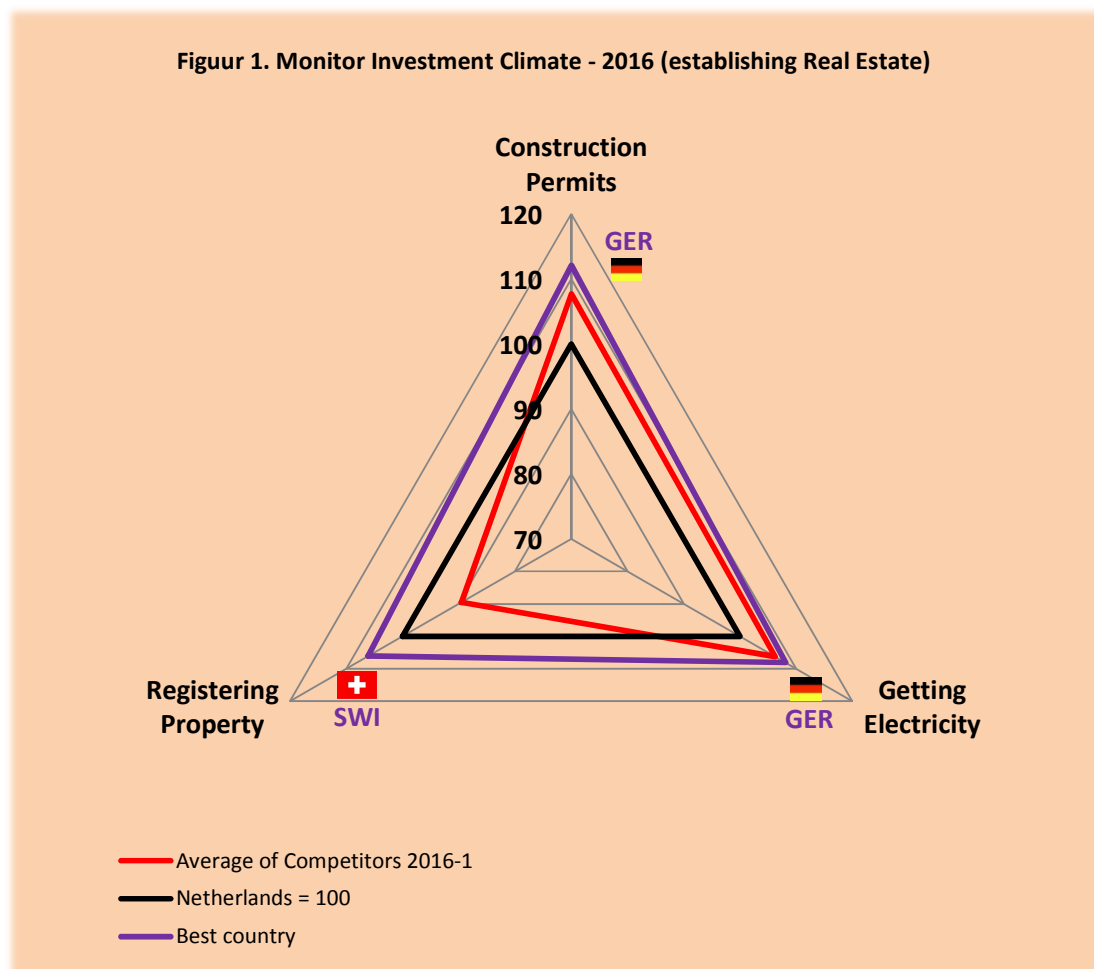 Figuur 1. Monitor Investment Climate - 2016 (establishing Real Estate)
Construction
Permits
120
GER
110
100
90
80
70
Registering
Property
SWI
GER
Getting
Electricity
Average of Competitors 2016-1
Netherlands = 100
Best country